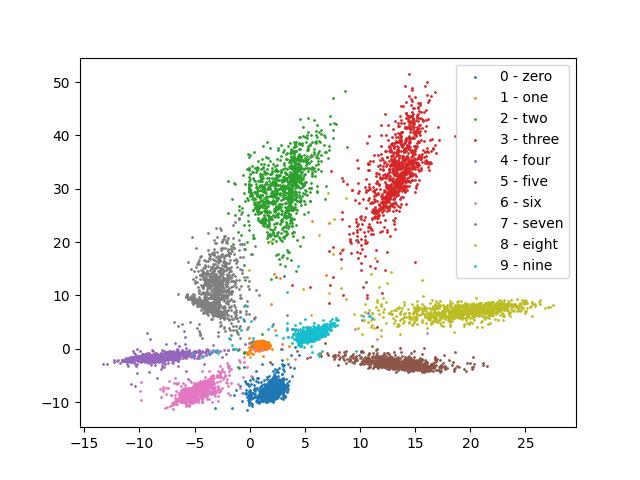 50
40
30
20
10
0
−10
−15
−10
−5
0
5
10
15
20
25
0 - zero
1 - one
2 - two
3 - three
4 - four
5 - five
6 - six
7 - seven
8 - eight
9 - nine